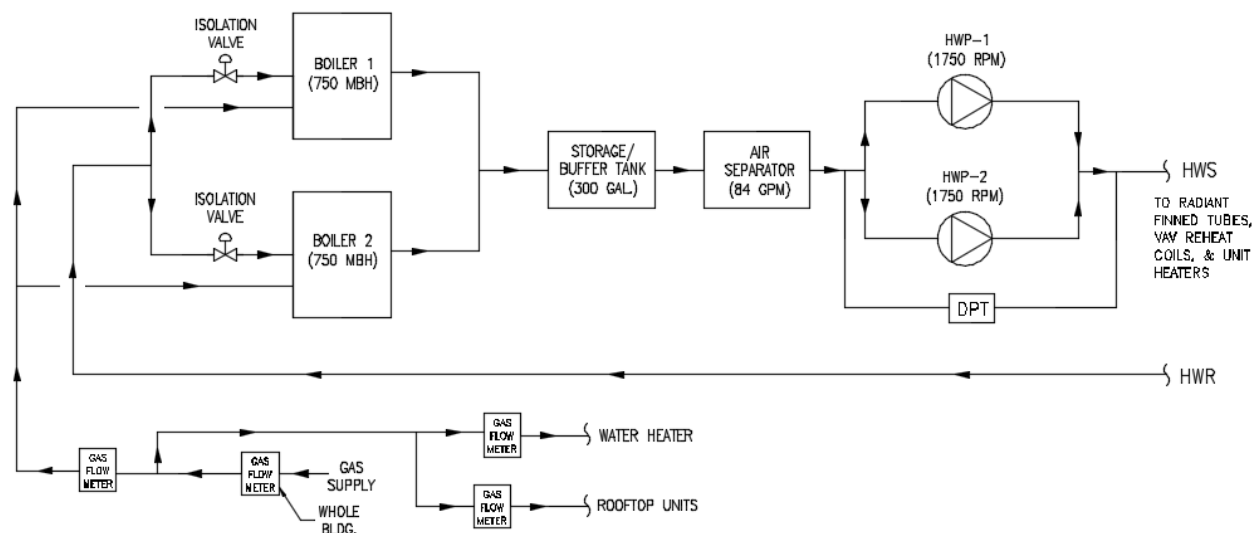 ISOLATION
VALVE
BOILER 1
(750 MBH)
HWP-1
(1750 RPM)
STORAGE/
BUFFER TANK
(300 GAL.)
AIR
SEPARATOR
(84 GPM)
HWP-2
(1750 RPM)
HWS
TO RADIANT
FINNED TUBES,
VAV REHEAT
COILS, & UNIT
HEATERS
ISOLATION
VALVE
BOILER 2
(750 MBH)
DPT
HWR
GAS
FLOW
METER
WATER HEATER
GAS
FLOW
METER
GAS
FLOW
METER
GAS
SUPPLY
WHOLE
BLDG.
GAS
FLOW
METER
ROOFTOP UNITS